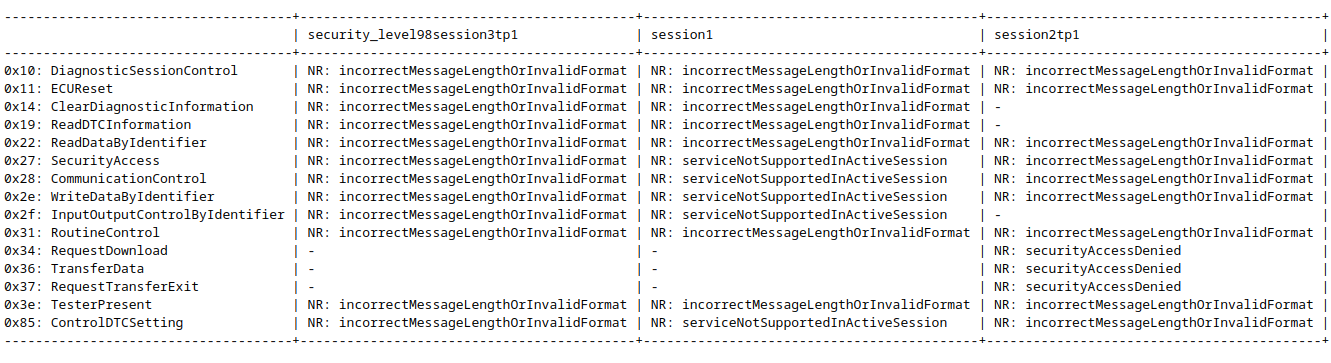 ----------------------------------+------------------------------------------+------------------------------------------+------------------------------------------+
                                  | security_level98session3tp1              | session1                                 | session2tp1                              |
----------------------------------+------------------------------------------+------------------------------------------+------------------------------------------+
0x10: DiagnosticSessionControl | NR: incorrectMessageLengthOrInvalidFormat | NR: incorrectMessageLengthOrInvalidFormat | NR: incorrectMessageLengthOrInvalidFormat |
0x11: ECUReset | NR: incorrectMessageLengthOrInvalidFormat | NR: incorrectMessageLengthOrInvalidFormat | NR: incorrectMessageLengthOrInvalidFormat |
0x14: ClearDiagnosticInformation | NR: incorrectMessageLengthOrInvalidFormat | NR: incorrectMessageLengthOrInvalidFormat | - |
0x19: ReadDTCInformation | NR: incorrectMessageLengthOrInvalidFormat | NR: incorrectMessageLengthOrInvalidFormat | - |
0x22: ReadDataByIdentifier | NR: incorrectMessageLengthOrInvalidFormat | NR: incorrectMessageLengthOrInvalidFormat | NR: incorrectMessageLengthOrInvalidFormat |
0x27: SecurityAccess | NR: incorrectMessageLengthOrInvalidFormat | NR: serviceNotSupportedInActiveSession | NR: incorrectMessageLengthOrInvalidFormat |
0x28: CommunicationControl | NR: incorrectMessageLengthOrInvalidFormat | NR: serviceNotSupportedInActiveSession | NR: incorrectMessageLengthOrInvalidFormat |
0x2e: WriteDataByIdentifier | NR: incorrectMessageLengthOrInvalidFormat | NR: serviceNotSupportedInActiveSession | NR: incorrectMessageLengthOrInvalidFormat |
0x2f: InputOutputControlByIdentifier | NR: incorrectMessageLengthOrInvalidFormat | NR: serviceNotSupportedInActiveSession | - |
0x31: RoutineControl | NR: incorrectMessageLengthOrInvalidFormat | NR: incorrectMessageLengthOrInvalidFormat | NR: incorrectMessageLengthOrInvalidFormat |
0x34: RequestDownload | - | - | NR: securityAccessDenied |
0x36: TransferData | - | - | NR: securityAccessDenied |
0x37: RequestTransferExit | - | - | NR: securityAccessDenied |
0x3e: TesterPresent | NR: incorrectMessageLengthOrInvalidFormat | NR: incorrectMessageLengthOrInvalidFormat | NR: incorrectMessageLengthOrInvalidFormat |
0x85: ControlDTCSetting | NR: incorrectMessageLengthOrInvalidFormat | NR: serviceNotSupportedInActiveSession | NR: incorrectMessageLengthOrInvalidFormat |
----------------------------------+------------------------------------------+------------------------------------------+------------------------------------------+